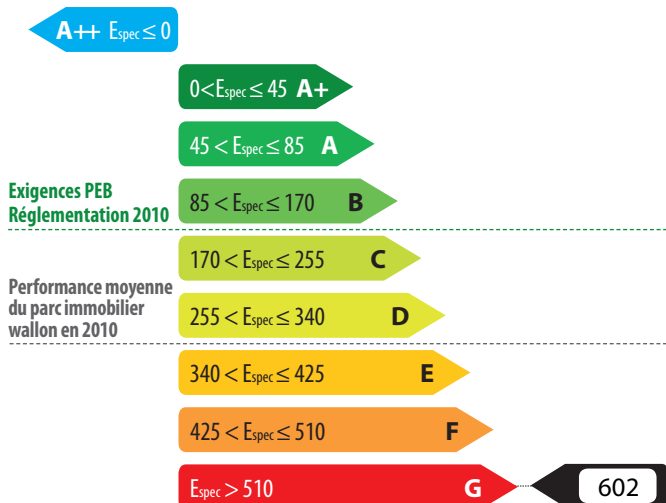 A++ Espec ≤ 0
0 < Espec ≤ 45 A+
45 < Espec ≤ 85 A
Exigences PEB
Réglementation 2010
85 < Espec ≤ 170 B
170 < Espec ≤ 255 C
Performance moyenne
du parc immobilier
wallon en 2010
255 < Espec ≤ 340 D
340 < Espec ≤ 425 E
425 < Espec ≤ 510 F
Espec > 510 G
602